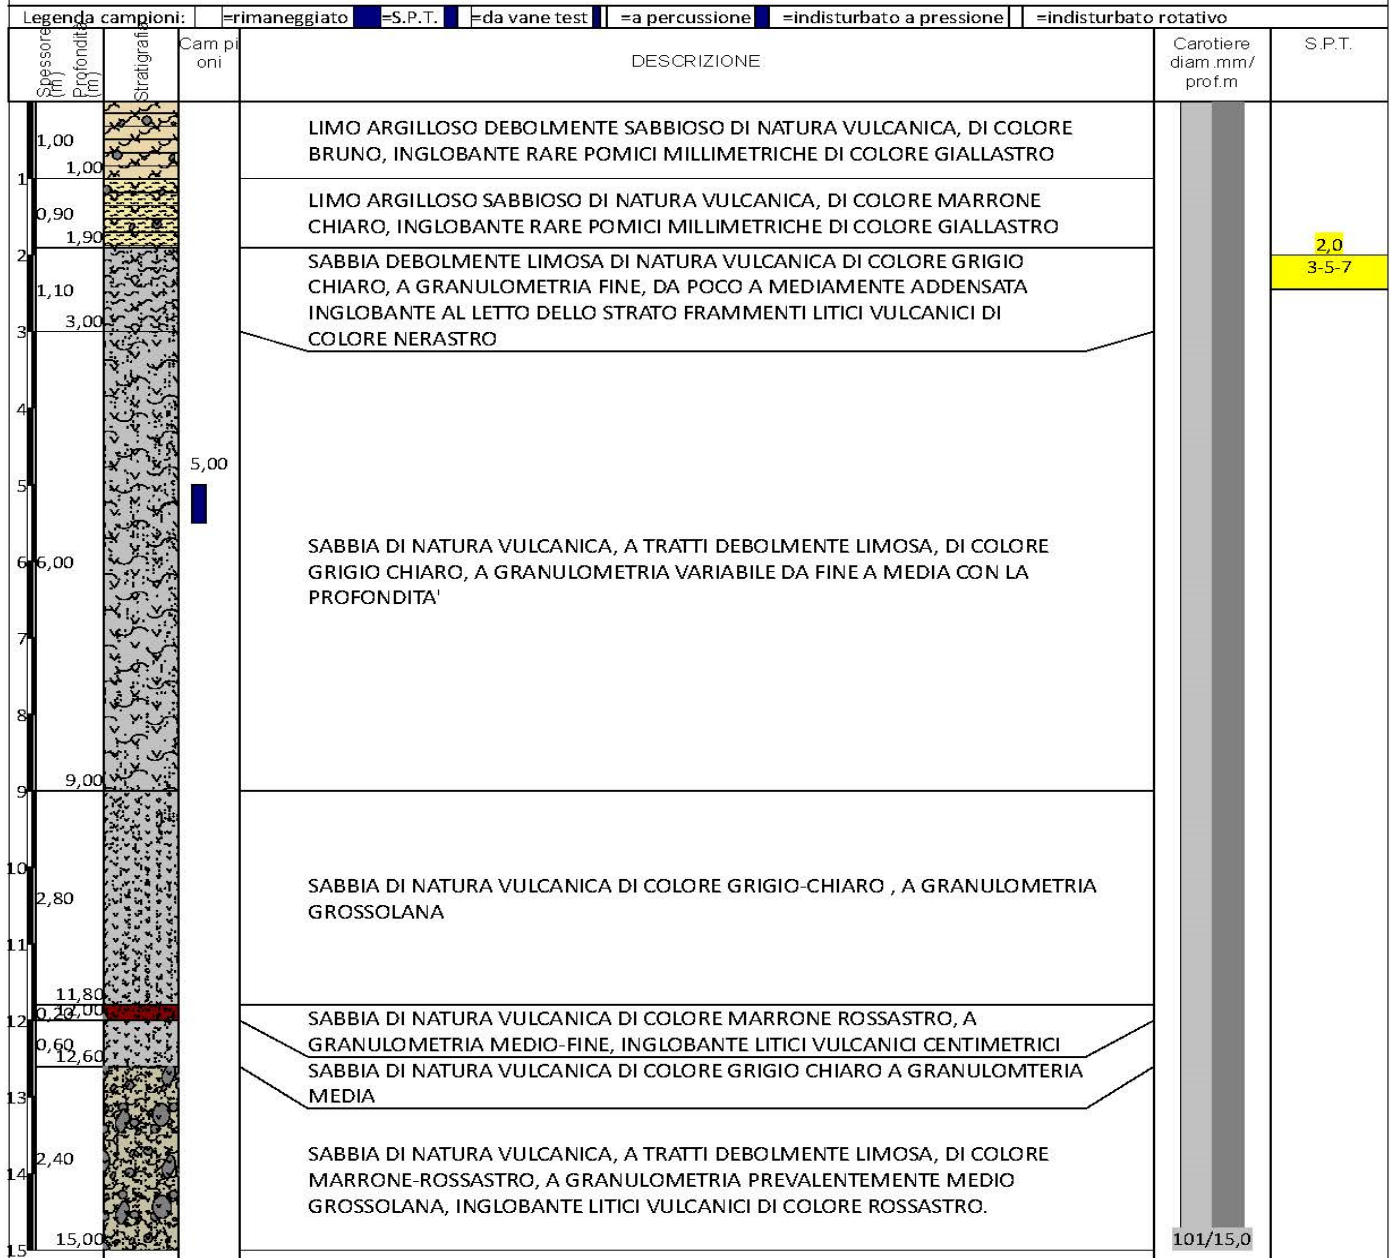 Legenda campioni: =rimaneggiato =S.P.T. =da vane test =a percussione =indisturbato a pressione =indisturbato rotativo
Spessore (m)
Profondita (m)
Stratigrafia
Campi
oni
DESCRIZIONE
Carotiere
diam.mm/
prof.m
S.P.T.
LIMO ARGILLOSO DEBOLMENTE SABBIOSO DI NATURA VULCANICA, DI COLORE
BRUNO, INGLOBANTE RARE POMICI MILLIMETRICHE DI COLORE GIALLASTRO
1,00
1,00
1
LIMO ARGILLOSO SABBIOSO DI NATURA VULCANICA, DI COLORE MARRONE
CHIARO, INGLOBANTE RARE POMICI MILLIMETRICHE DI COLORE GIALLASTRO
0,90
1,90
2
2,0
3-5-7
SABBIA DEBOLMENTE LIMOSA DI NATURA VULCANICA DI COLORE GRIGIO
CHIARO, A GRANULOMETRIA FINE, DA POCO A MEDIAMENTE ADDENSATA
INGLOBANTE AL LETTO DELLO STRATO FRAMMENTI LITICI VULCANICI DI
COLORE NERASTRO
1,10
3,00
3
4
5,00
5
SABBIA DI NATURA VULCANICA, A TRATTI DEBOLMENTE LIMOSA, DI COLORE
GRIGIO CHIARO, A GRANULOMETRIA VARIABILE DA FINE A MEDIA CON LA
PROFONDITA'
6
6,00
7
8
9,00
9
10
SABBIA DI NATURA VULCANICA DI COLORE GRIGIO-CHIARO , A GRANULOMETRIA
GROSSOLANA
2,80
11
11,80
0,20
12,00
12
SABBIA DI NATURA VULCANICA DI COLORE MARRONE ROSSASTRO, A
GRANULOMETRIA MEDIO-FINE, INGLOBANTE LITICI VULCANICI CENTIMETRICI
0,60
12,60
SABBIA DI NATURA VULCANICA DI COLORE GRIGIO CHIARO A GRANULOMTERIA
MEDIA
13
SABBIA DI NATURA VULCANICA, A TRATTI DEBOLMENTE LIMOSA, DI COLORE
MARRONE-ROSSASTRO, A GRANULOMETRIA PREVALENTEMENTE MEDIO
GROSSOLANA, INGLOBANTE LITICI VULCANICI DI COLORE ROSSASTRO.
2,40
14
15,00
15
101/15,0